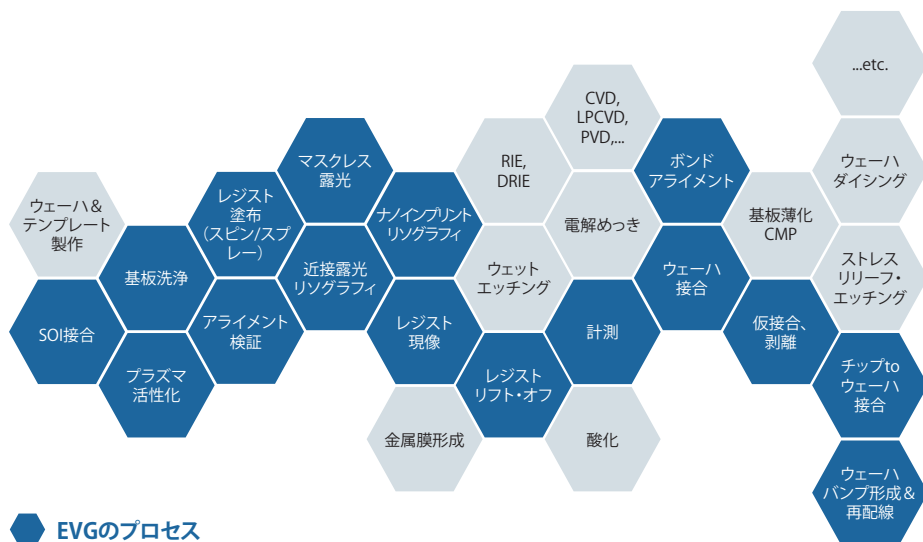 ウェーハ＆
テンプレート
製作
SOI接合
基板洗浄
プラズマ
活性化
レジスト
塗布
（スピン/スプ
レー）
アライメント
検証
マスクレス
露光
近接露光
リソグラフィ
ナノインプリント
リソグラフィ
レジスト
現像
金属膜形成
RIE,
DRIE
ウェット
エッチング
レジスト
リフト・オフ
CVD,
LPCVD,
PVD,...
電解めっき
計測
酸化
ボンド
アライメント
ウェーハ
接合
基板薄化
CMP
仮接合、
剥離
...etc.
ウェーハ
ダイシング
ストレス
リリーフ・
エッチング
チップto
ウェーハ
接合
ウェーハ
バンプ形成＆
再配線
EVGのプロセス